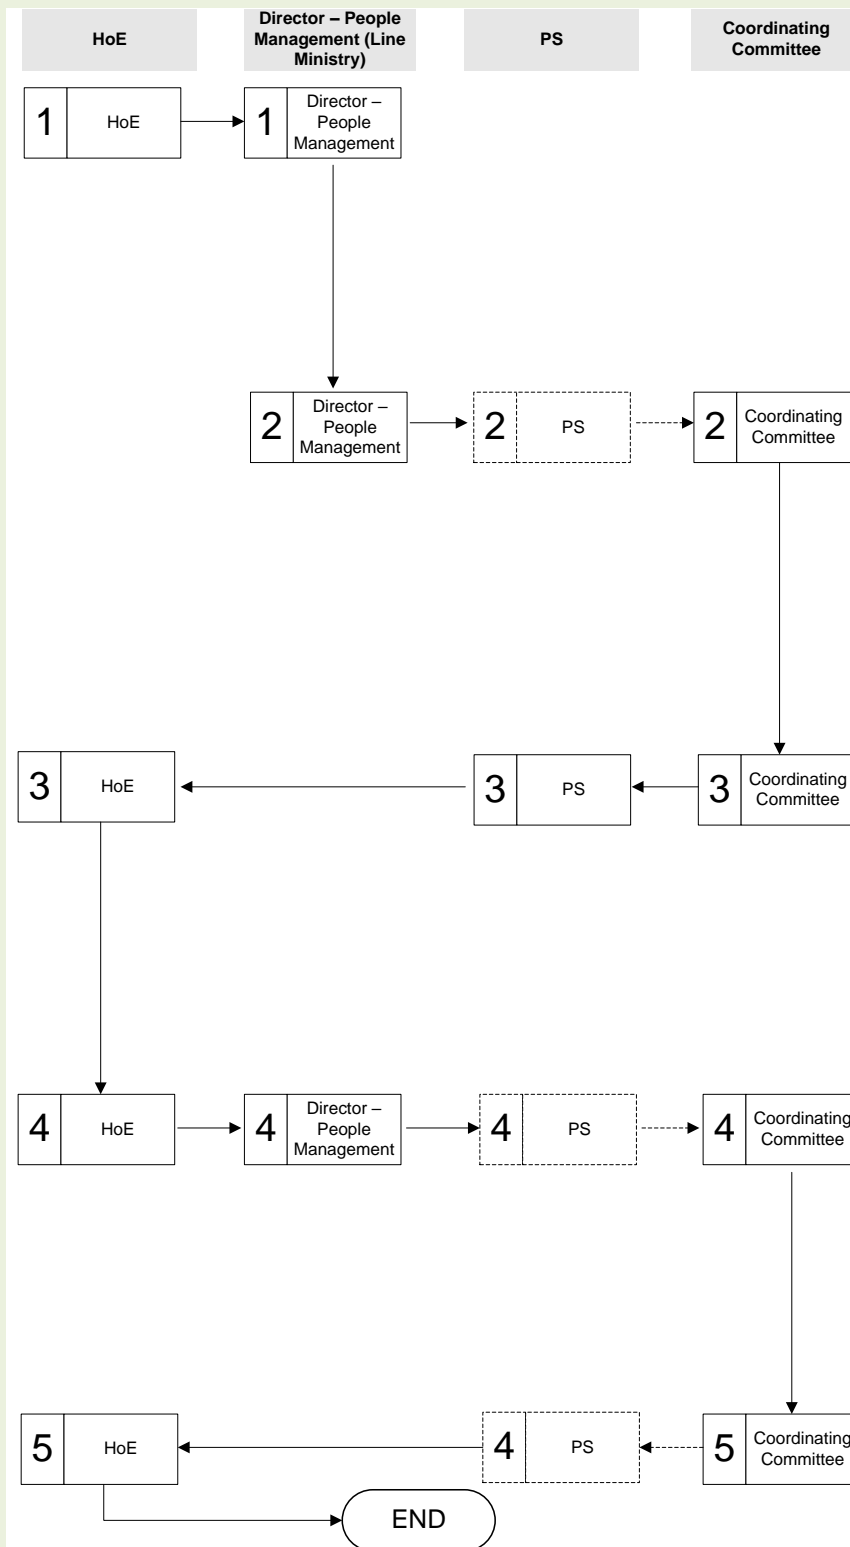 HoE
Director – People
Management (Line
Ministry)
PS
Coordinating
Committee
1
HoE
1
Director –
People
Management
2
Director –
People
Management
2
PS
2
Coordinating
Committee
3
HoE
3
PS
3
Coordinating
Committee
4
HoE
4
Director –
People
Management
4
PS
4
Coordinating
Committee
5
HoE
4
PS
5
Coordinating
Committee
END